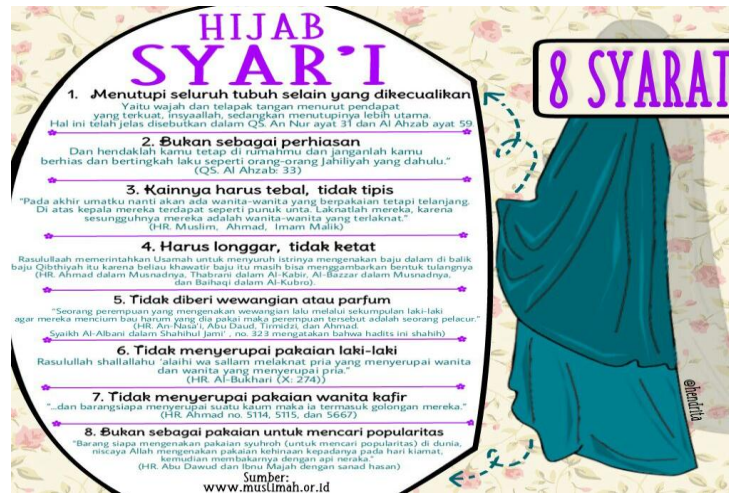 HIJAB
SYAR'I
8 SYARAT
1. Menutupi seluruh tubuh selain yang dikecualikan
Yaitu wajah dan telapak tangan menurut pendapat
yang terkuat, insyaallah, sedangkan menutupinya lebih utama.
Hal ini telah jelas disebutkan dalam QS. An Nur ayat 31 dan Al Ahzab ayat 59.
2. Bukan sebagai perhiasan
Dan hendaklah kamu tetap di rumahmu dan janganlah kamu
berhias dan bertingkah laku seperti orang-orang Jahiliyah yang dahulu."
(QS. Al Ahzab: 33)
3. Kainnya harus tebal, tidak tipis
"Pada akhir umatku nanti akan ada wanita-wanita yang berpakaian tetapi telanjang.
Di atas kepala mereka terdapat seperti punuk unta. Laknatlah mereka, karena
sesungguhnya mereka adalah wanita-wanita yang terlaknat."
(HR. Muslim, Ahmad, Imam Malik)
4. Harus longgar, tidak ketat
Rasulullaah memerintahkan Usamah untuk menyuruh istrinya mengenakan baju dalam di balik
baju Qibthiyah itu karena beliau khawatir baju itu masih bisa menggambarkan bentuk tulangnya
(HR. Ahmad dalam Musnadnya, Thabrani dalam Al-Kabir, Al-Bazzar dalam Musnadnya,
dan Baihaqi dalam Al-Kubro).
5. Tidak diberi wewangian atau parfum
"Seorang perempuan yang mengenakan wewangian lalu melalui sekumpulan laki-laki
agar mereka mencium bau harum yang dia pakai maka perempuan tersebut adalah seorang pelacur."
(HR. An-Nasa'i, Abu Daud, Tirmidzi, dan Ahmad.
Syaikh Al-Albani dalam Shahihul Jami' , no. 323 mengatakan bahwa hadits ini shahih)
6. Tidak menyerupai pakaian laki-laki
Rasulullah shallallahu 'alaihi wa sallam melaknat pria yang menyerupai wanita
dan wanita yang menyerupai pria."
(HR. Al-Bukhari (X: 274))
7. Tidak menyerupai pakaian wanita kafir
"...dan barangsiapa menyerupai suatu kaum maka ia termasuk golongan mereka."
(HR. Ahmad no. 5114, 5115, dan 5667)
8. Bukan sebagai pakaian untuk mencari popularitas
"Barang siapa mengenakan pakaian syuhroh (untuk mencari popularitas) di dunia,
niscaya Allah mengenakan pakaian kehinaan kepadanya pada hari kiamat,
kemudian membakarnya dengan api neraka."
(HR. Abu Dawud dan Ibnu Majah dengan sanad hasan)
Sumber:
www.muslimah.or.id
@hendrita